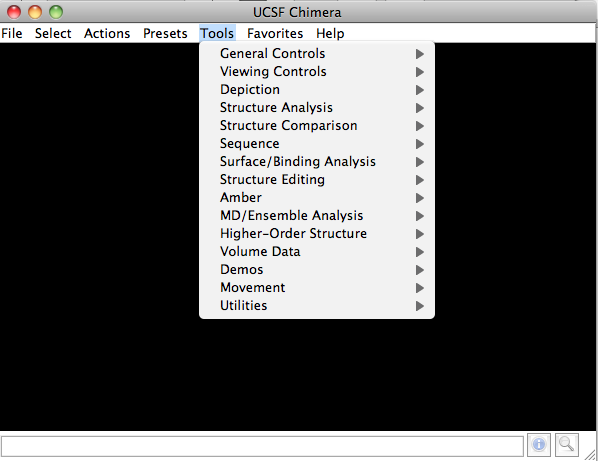 UCSF Chimera
File Select Actions Presets Tools Favorites Help
General Controls
Viewing Controls
Depiction
Structure Analysis
Structure Comparison
Sequence
Surface/Binding Analysis
Structure Editing
Amber
MD/Ensemble Analysis
Higher-Order Structure
Volume Data
Demos
Movement
Utilities